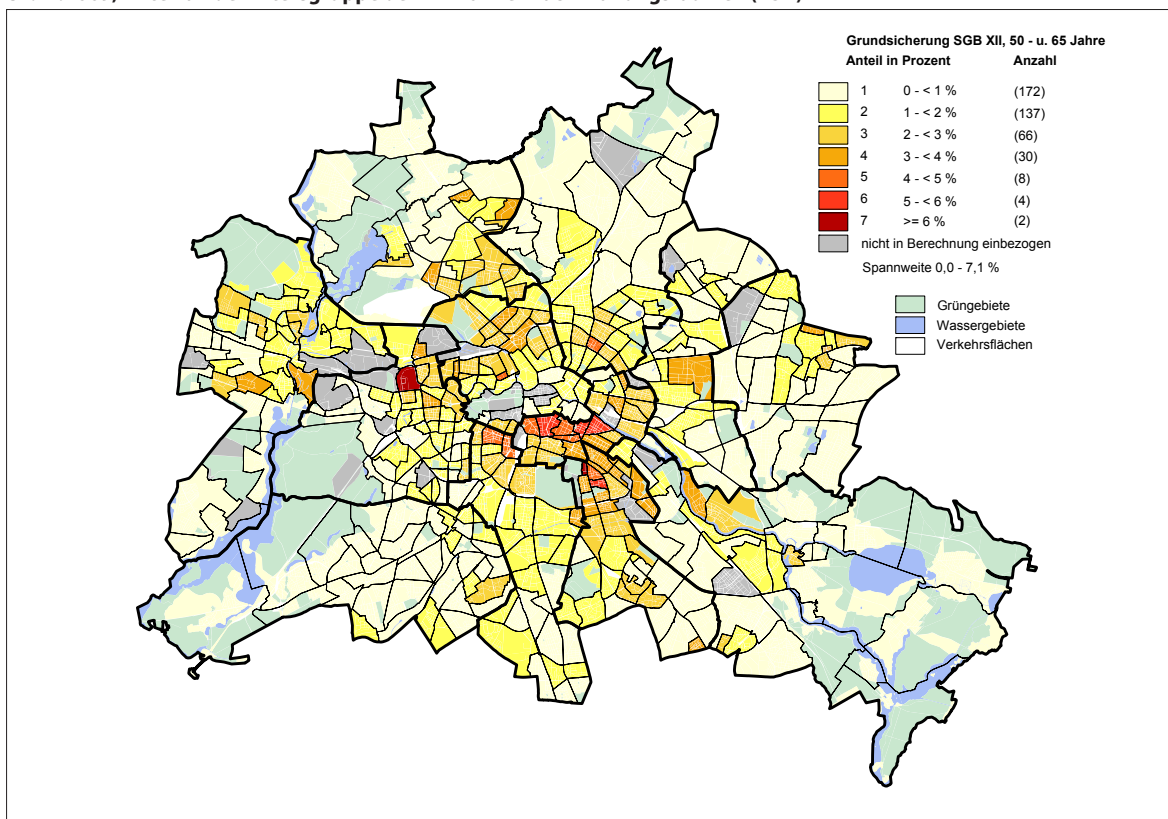 Grundsicherung SGB XII, 50 - u. 65 Jahre
Anteil in Prozent Anzahl
1 0 - < 1 % (172)
2 1 - < 2 % (137)
3 2 - < 3 % (66)
4 3 - < 4 % (30)
5 4 - < 5 % (8)
6 5 - < 6 % (4)
7 >= 6 % (2)
nicht in Berechnung einbezogen
Spannweite 0,0 - 7,1 %
Grüngebiete
Wassergebiete
Verkehrsflächen